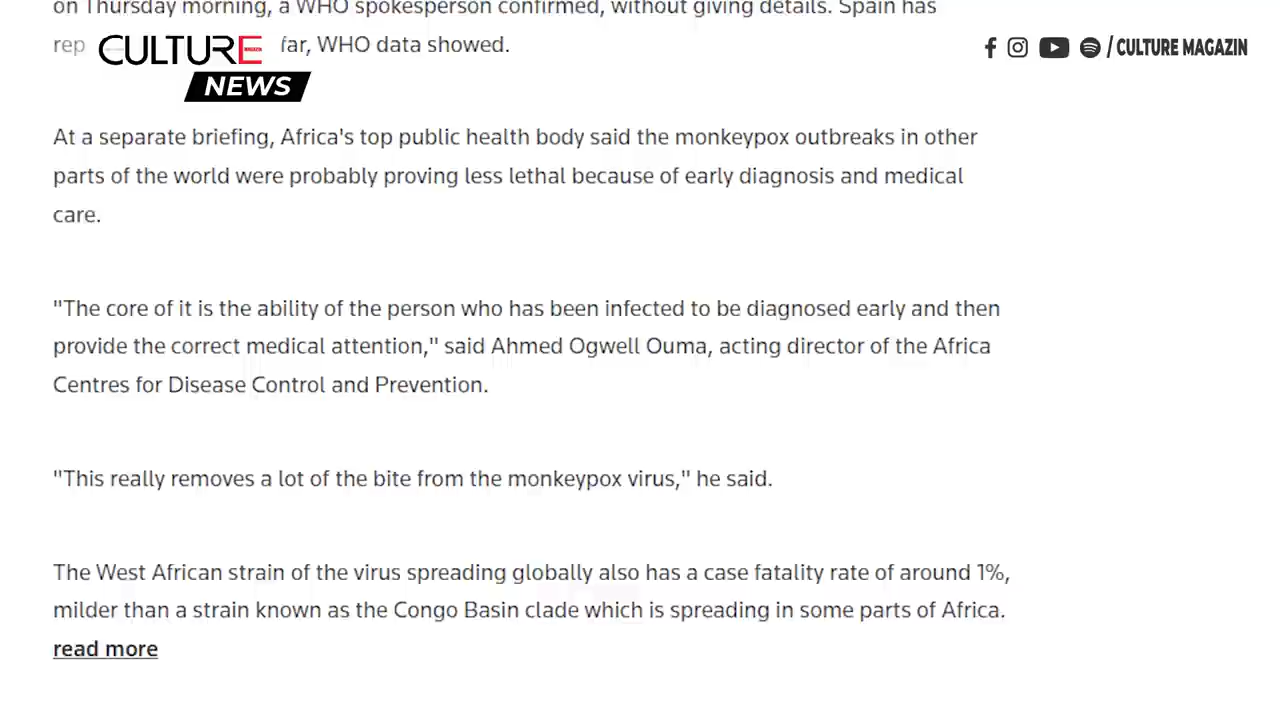 on Thursday morning, a WHO spokesperson confirmed, without giving details. Spain has
rep far, WHO data showed.
CULTURE
NEWS
/ CULTURE MAGAZIN
At a separate briefing, Africa's top public health body said the monkeypox outbreaks in other
parts of the world were probably proving less lethal because of early diagnosis and medical
care.
"The core of it is the ability of the person who has been infected to be diagnosed early and then
provide the correct medical attention," said Ahmed Ogwell Ouma, acting director of the Africa
Centres for Disease Control and Prevention.
"This really removes a lot of the bite from the monkeypox virus," he said.
The West African strain of the virus spreading globally also has a case fatality rate of around 1%,
milder than a strain known as the Congo Basin clade which is spreading in some parts of Africa.
read more